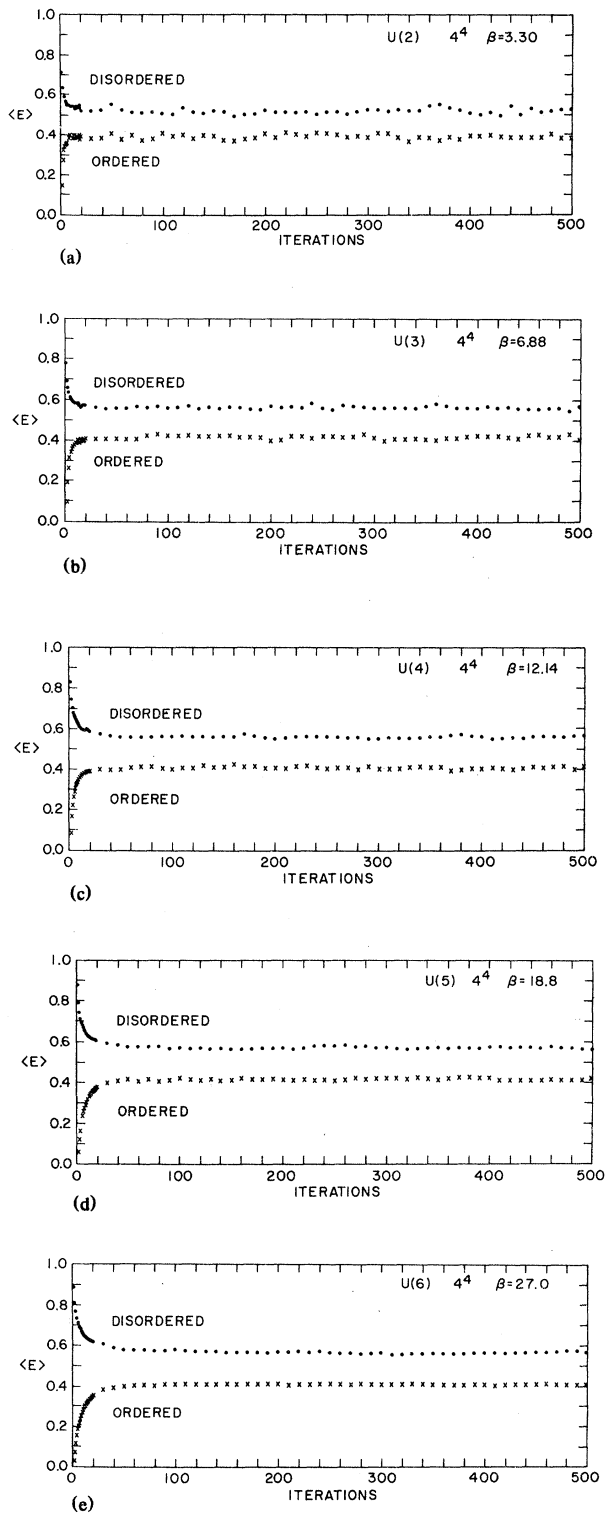 1.0
U(2) 4⁴ β=3.30
0.8
DISORDERED
0.6
<E>
0.4
0.2
ORDERED
0.0
0 100 200 300 400 500
ITERATIONS
(a)
1.0
U(3) 4⁴ β=6.88
0.8
DISORDERED
0.6
<E>
0.4
ORDERED
0.2
0.0
0 100 200 300 400 500
ITERATIONS
(b)
1.0
U(4) 4⁴ β=12.14
0.8
DISORDERED
0.6
<E>
0.4
ORDERED
0.2
0.0
0 100 200 300 400 500
ITERATIONS
(c)
1.0
U(5) 4⁴ β=18.8
0.8
DISORDERED
0.6
<E>
0.4
ORDERED
0.2
0.0
0 100 200 300 400 500
ITERATIONS
(d)
1.0
U(6) 4⁴ β=27.0
0.8
DISORDERED
0.6
<E>
0.4
ORDERED
0.2
0.0
0 100 200 300 400 500
ITERATIONS
(e)